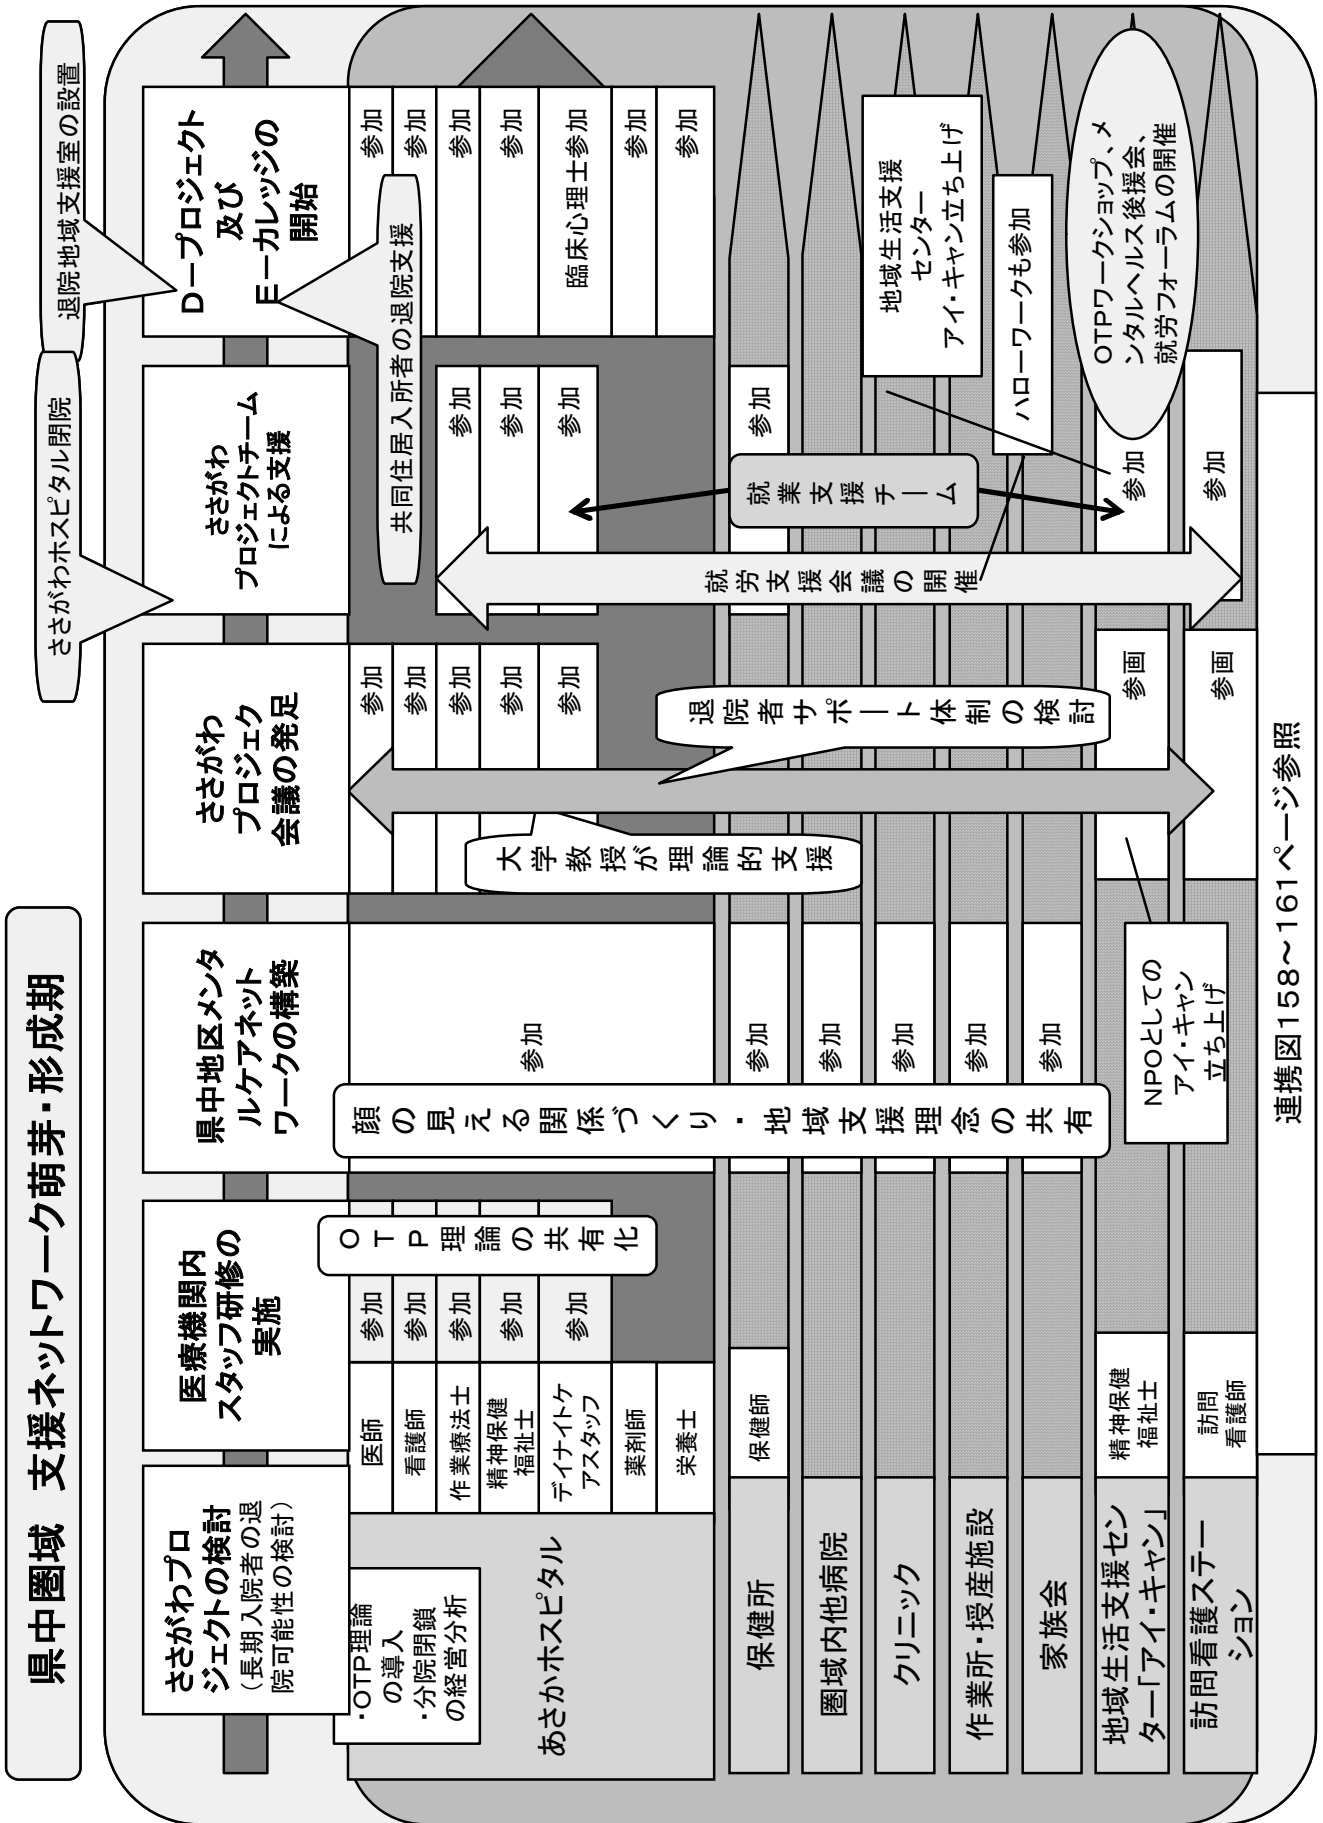 県中圏域　支援ネットワーク萌芽・形成期
ささがわホスピタル閉院
退院地域支援室の設置
ささがわプロ
ジェクトの検討
（長期入院者の退
院可能性の検討）
医療機関内
スタッフ研修の
実施
県中地区メンタ
ルケアネット
ワークの構築
ささがわ
プロジェク
会議の発足
ささがわ
プロジェクトチーム
による支援
Dープロジェクト
及び
Eーカレッジの
開始
・OTP理論
の導入
・分院閉鎖
の経営分析
あさかホスピタル
医師
参加
参加
参加
看護師
参加
参加
参加
作業療法士
参加
参加
参加
参加
精神保健
福祉士
参加
参加
参加
参加
デイナイトケ
アスタッフ
参加
参加
参加
臨床心理士参加
薬剤師
参加
栄養士
参加
参加
OTP理論の共有化
顔の見える関係づくり・地域支援理念の共有
大学教授が理論的支援
退院者サポート体制の検討
共同住居入所者の退院支援
就労支援会議の開催
就業支援チーム
保健所
保健師
参加
参加
圏域内他病院
参加
クリニック
参加
作業所・授産施設
参加
家族会
参加
地域生活支援
センター
アイ・キャン立ち上げ
ハローワークも参加
地域生活支援セン
ター「アイ・キャン」
精神保健
福祉士
参画
参加
NPOとしての
アイ・キャン
立ち上げ
OTPワークショップ、メ
ンタルヘルス後援会、
就労フォーラムの開催
訪問看護ステー
ション
訪問
看護師
参画
参加
連携図158～161ページ参照